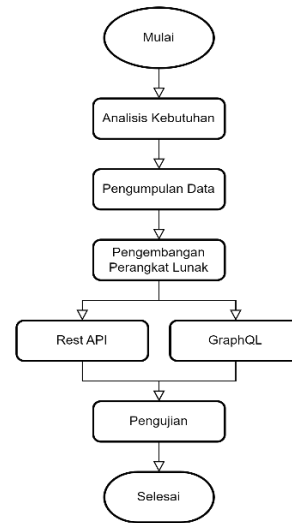 Mulai
Analisis Kebutuhan
Pengumpulan Data
Pengembangan
Perangkat Lunak
Rest API
GraphQL
Pengujian
Selesai